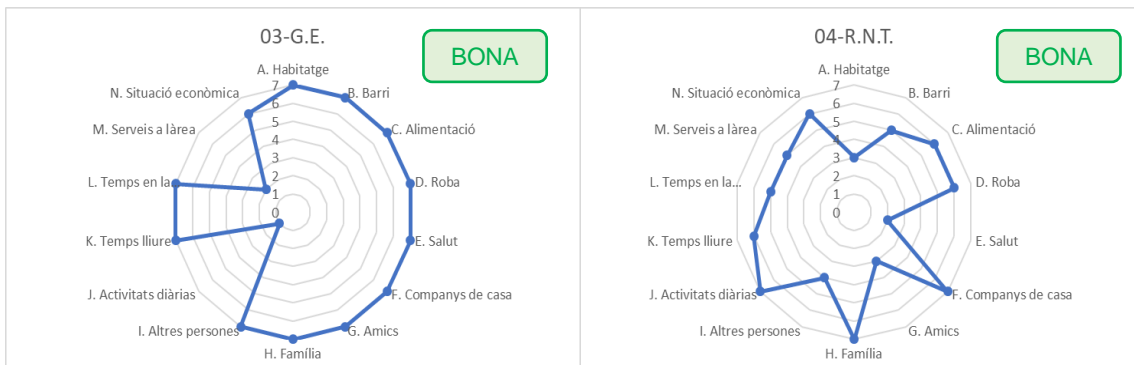 03-G.E.
BONA
A. Habitatge
B. Barri
C. Alimentació
D. Roba
E. Salut
F. Companys de casa
G. Amics
H. Família
I. Altres persones
J. Activitats diàrias
K. Temps lliure
L. Temps en la…
M. Serveis a làrea
N. Situació econòmica
7
6
5
4
3
2
1
0
04-R.N.T.
BONA
A. Habitatge
B. Barri
C. Alimentació
D. Roba
E. Salut
F. Companys de casa
G. Amics
H. Família
I. Altres persones
J. Activitats diàrias
K. Temps lliure
L. Temps en la…
M. Serveis a làrea
N. Situació econòmica
7
6
5
4
3
2
1
0